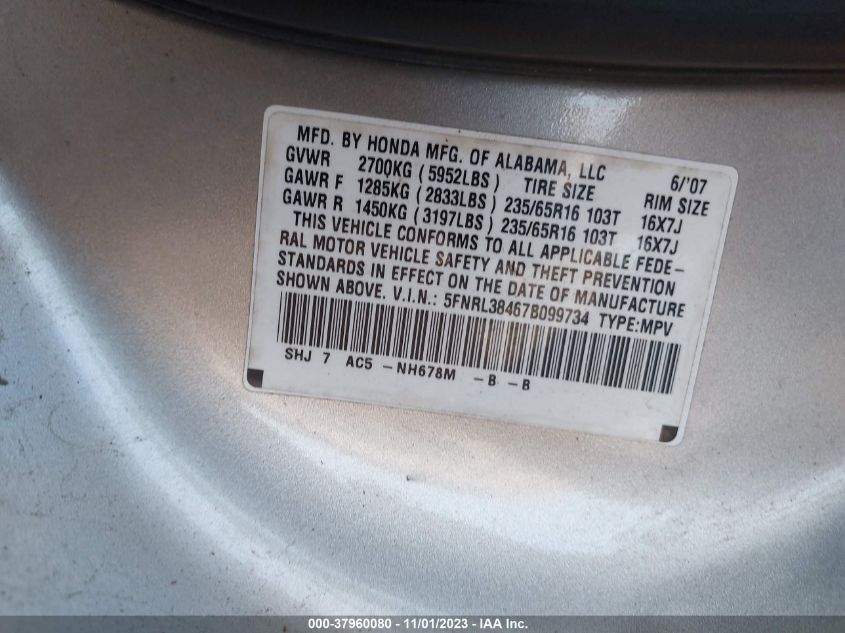 MFD. BY HONDA MFG. OF ALABAMA, LLC 6/'07
GVWR 2700KG (5952LBS) TIRE SIZE RIM SIZE
GAWR F 1285KG (2833LBS) 235/65R16 103T 16X7J
GAWR R 1450KG (3197LBS) 235/65R16 103T 16X7J
THIS VEHICLE CONFORMS TO ALL APPLICABLE FEDE-
RAL MOTOR VEHICLE SAFETY AND THEFT PREVENTION
STANDARDS IN EFFECT ON THE DATE OF MANUFACTURE
SHOWN ABOVE. V.I.N.: 5FNRL38467B099734 TYPE:MPV
SHJ 7 AC5 -NH678M -B -B
000-37960080 - 11/01/2023 - IAA Inc.